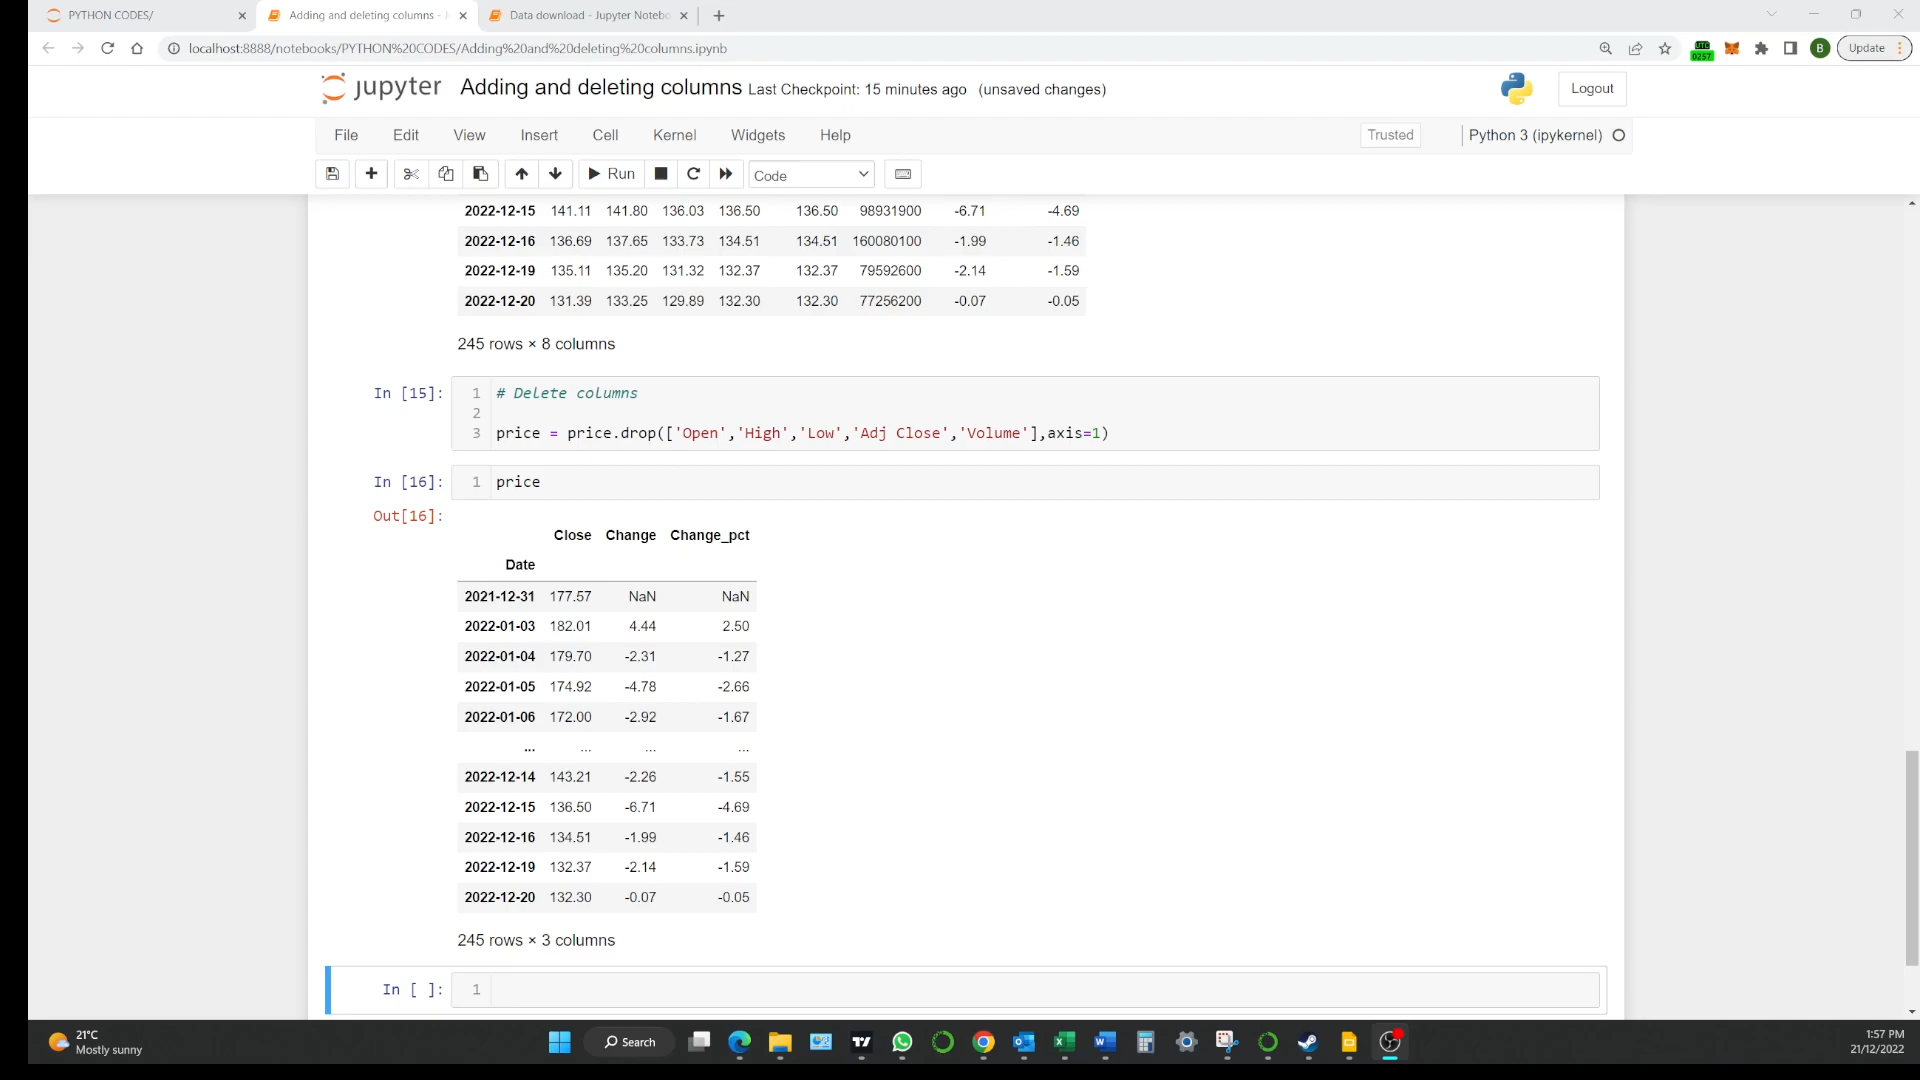 PYTHON CODES/
Adding and deleting columns - J
Data download - Jupyter Notebo
localhost:8888/notebooks/PYTHON%20CODES/Adding%20and%20deleting%20columns.ipynb
UTC
0257
B
Update
jupyter Adding and deleting columns Last Checkpoint: 15 minutes ago (unsaved changes)
Logout
File Edit View Insert Cell Kernel Widgets Help
Trusted
Python 3 (ipykernel)
Run
Code
2022-12-15 141.11 141.80 136.03 136.50 136.50 98931900 -6.71 -4.69
2022-12-16 136.69 137.65 133.73 134.51 134.51 160080100 -1.99 -1.46
2022-12-19 135.11 135.20 131.32 132.37 132.37 79592600 -2.14 -1.59
2022-12-20 131.39 133.25 129.89 132.30 132.30 77256200 -0.07 -0.05
245 rows × 8 columns
In [15]: 1 # Delete columns
2
3 price = price.drop(['Open','High','Low','Adj Close','Volume'],axis=1)
In [16]: 1 price
Out[16]:
Close Change Change_pct
Date
2021-12-31 177.57 NaN NaN
2022-01-03 182.01 4.44 2.50
2022-01-04 179.70 -2.31 -1.27
2022-01-05 174.92 -4.78 -2.66
2022-01-06 172.00 -2.92 -1.67
... ... ... ...
2022-12-14 143.21 -2.26 -1.55
2022-12-15 136.50 -6.71 -4.69
2022-12-16 134.51 -1.99 -1.46
2022-12-19 132.37 -2.14 -1.59
2022-12-20 132.30 -0.07 -0.05
245 rows × 3 columns
In [ ]: 1
21°C
Mostly sunny
Search
1:57 PM
21/12/2022